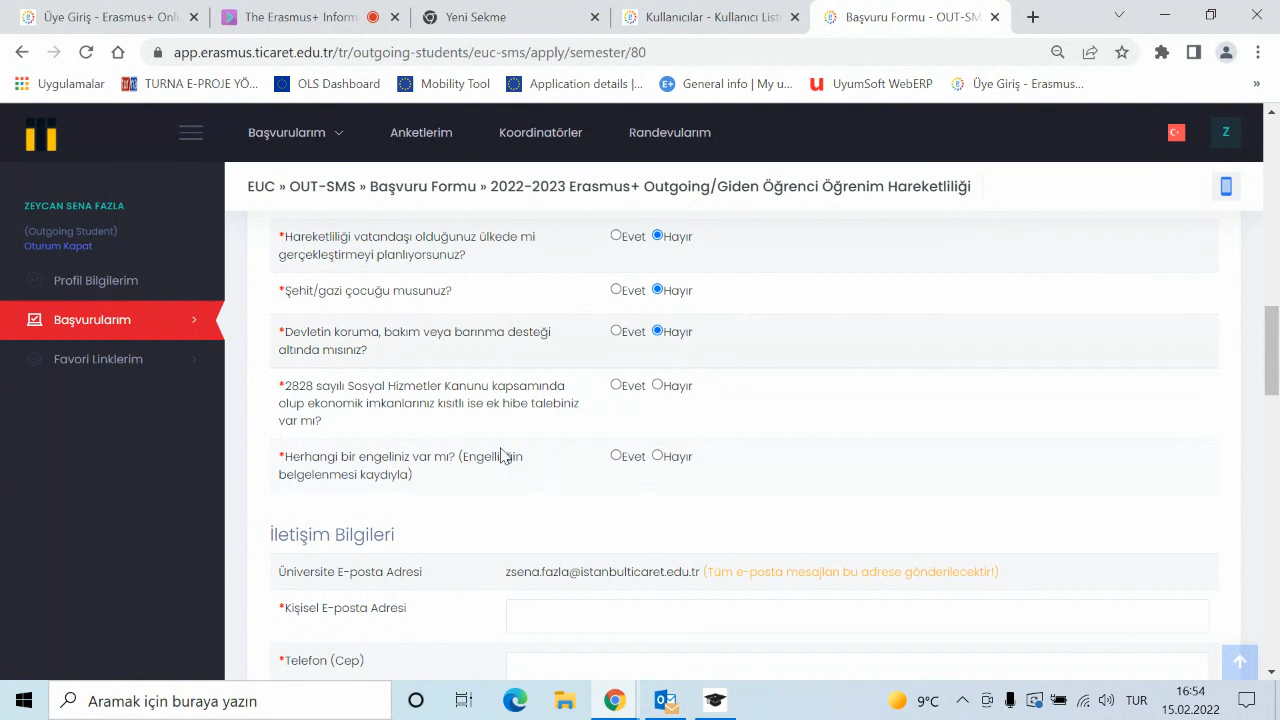 Üye Giriş - Erasmus+ Onli
The Erasmus+ Inform
Yeni Sekme
Kullanıcılar - Kullanıcı List
Başvuru Formu - OUT-SM
app.erasmus.ticaret.edu.tr/tr/outgoing-students/euc-sms/apply/semester/80
Uygulamalar
TURNA E-PROJE YÖ...
OLS Dashboard
Mobility Tool
Application details |...
General info | My u...
UyumSoft WebERP
Üye Giriş - Erasmus...
»
Başvurularım
Anketlerim
Koordinatörler
Randevularım
Z
EUC » OUT-SMS » Başvuru Formu » 2022-2023 Erasmus+ Outgoing/Giden Öğrenci Öğrenim Hareketliliği
ZEYCAN SENA FAZLA
(Outgoing Student)
Oturum Kapat
Profil Bilgilerim
Başvurularım
Favori Linklerim
*Hareketliliği vatandaşı olduğunuz ülkede mi
gerçekleştirmeyi planlıyorsunuz?
Evet Hayır
*Şehit/gazi çocuğu musunuz?
Evet Hayır
*Devletin koruma, bakım veya barınma desteği
altında mısınız?
Evet Hayır
*2828 sayılı Sosyal Hizmetler Kanunu kapsamında
olup ekonomik imkanlarınız kısıtlı ise ek hibe talebiniz
var mı?
Evet Hayır
*Herhangi bir engeliniz var mı? (Engelliliğin
belgelenmesi kaydıyla)
Evet Hayır
İletişim Bilgileri
Üniversite E-posta Adresi
zsena.fazla@istanbulticaret.edu.tr (Tüm e-posta mesajları bu adrese gönderilecektir!)
*Kişisel E-posta Adresi
*Telefon (Cep)
Aramak için buraya yazın
9°C
TUR
16:54
15.02.2022